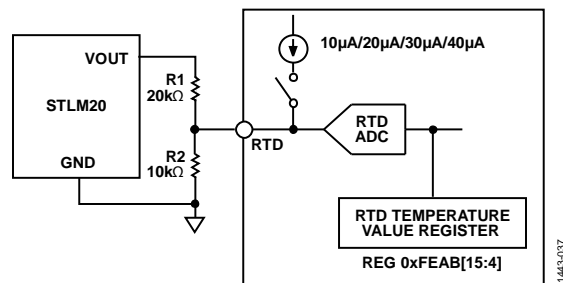 VOUT
STLM20
GND
R1
20kΩ
R2
10kΩ
RTD
10µA/20µA/30µA/40µA
RTD
ADC
RTD TEMPERATURE
VALUE REGISTER
REG 0xFEAB[15:4]
1443-037